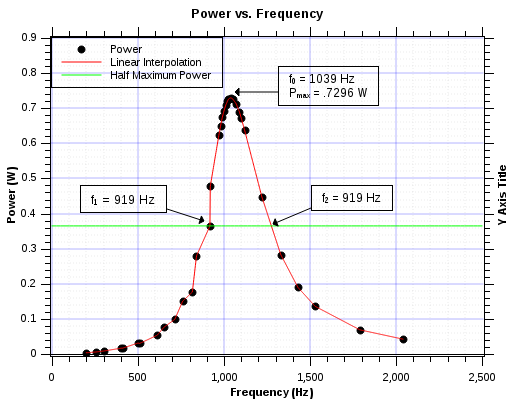 Power vs. Frequency
0.9
0.8
0.7
0.6
0.5
0.4
0.3
0.2
0.1
0
Power (W)
Power
Linear Interpolation
Half Maximum Power
f₀ = 1039 Hz
Pₘₐₓ = .7296 W
f₁ = 919 Hz
f₂ = 919 Hz
Y Axis Title
0 500 1,000 1,500 2,000 2,500
Frequency (Hz)